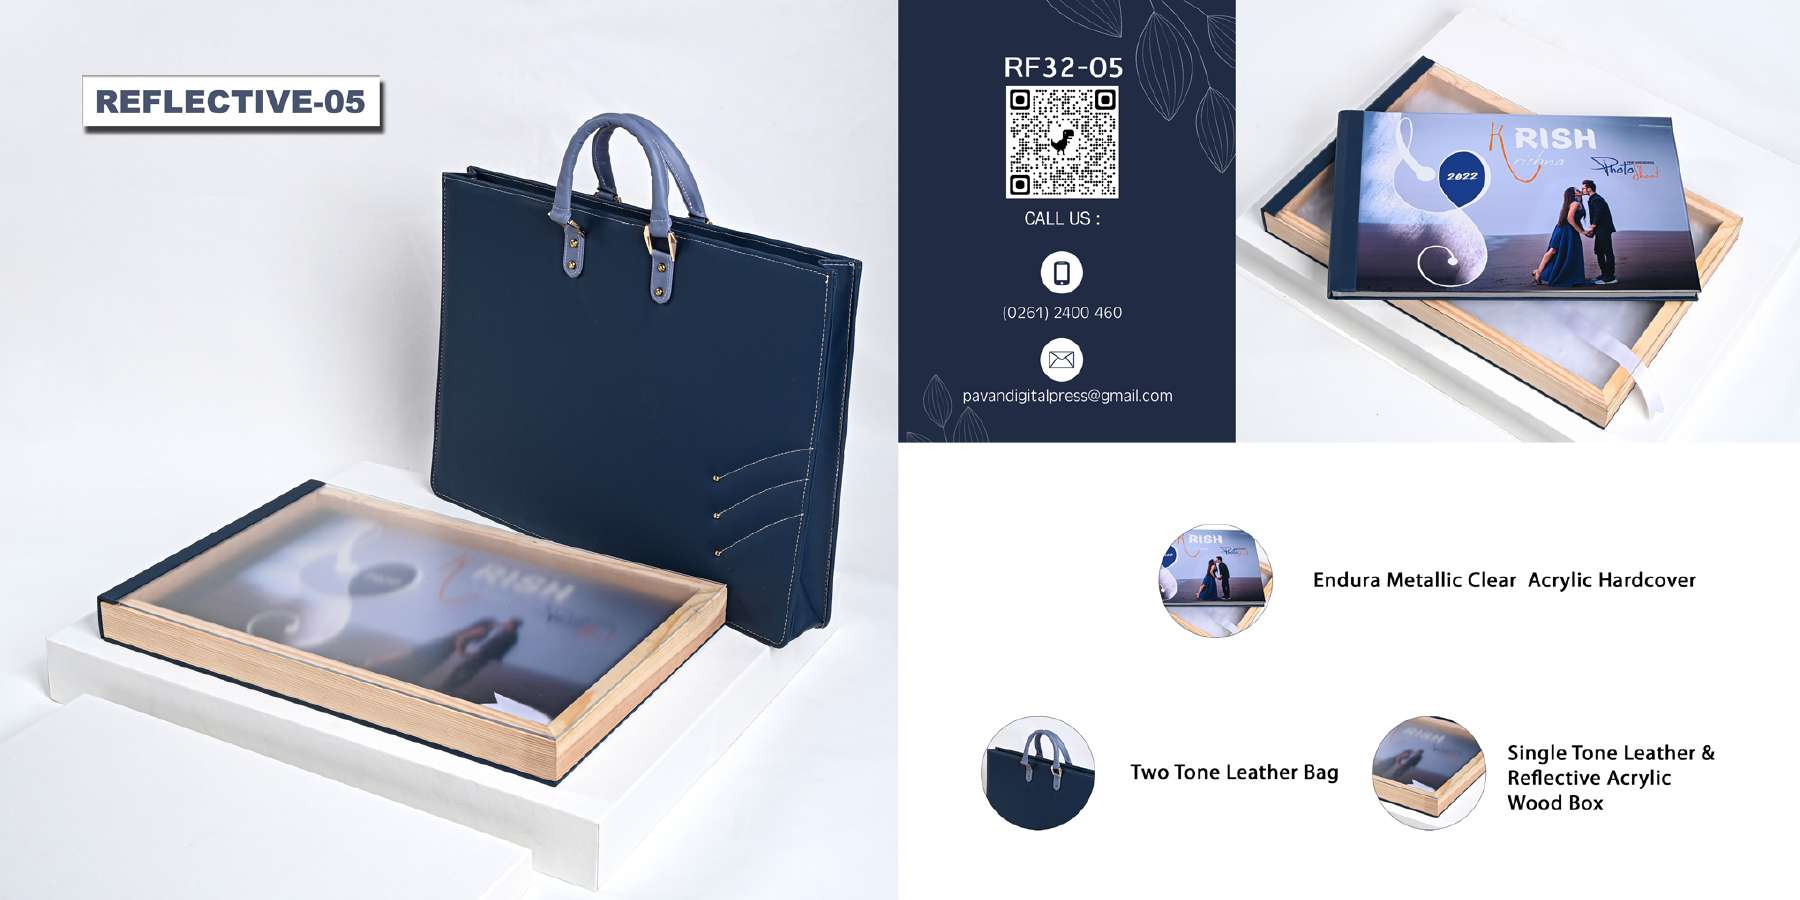 REFLECTIVE-05
RF32-05
CALL US :
(0261) 2400 460
pavandigitalpress@gmail.com
KRISH
2022
Photo
Shoot
RISH
Endura Metallic Clear  Acrylic Hardcover
Two Tone Leather Bag
Single Tone Leather &
Reflective Acrylic
Wood Box